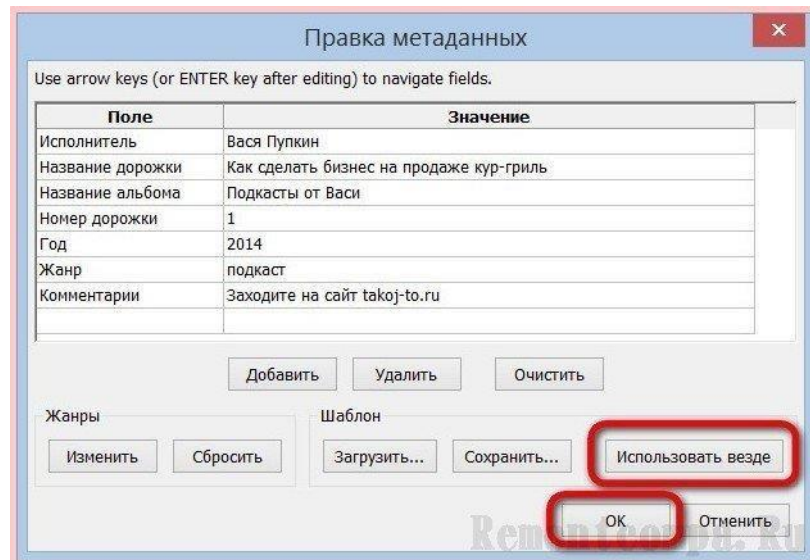 Правка метаданных
Use arrow keys (or ENTER key after editing) to navigate fields.
Поле Значение
Исполнитель Вася Пупкин
Название дорожки Как сделать бизнес на продаже кур-гриль
Название альбома Подкасты от Васи
Номер дорожки 1
Год 2014
Жанр подкаст
Комментарии Заходите на сайт takoj-to.ru
Добавить Удалить Очистить
Жанры Шаблон
Изменить Сбросить Загрузить... Сохранить... Использовать везде
OK Отменить